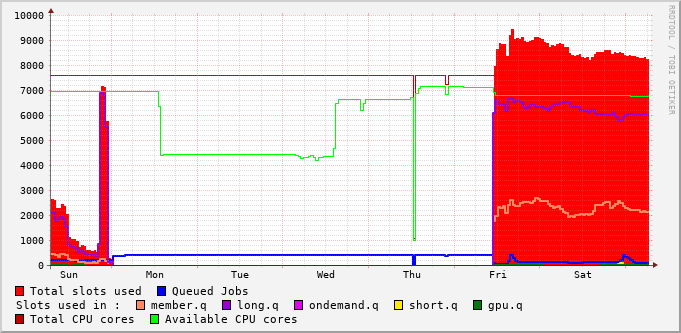 10000
9000
8000
7000
6000
5000
4000
3000
2000
1000
0
Sun Mon Tue Wed Thu Fri Sat
RRDTOOL / TOBI OETIKER
Total slots used Queued Jobs
Slots used in : member.q long.q ondemand.q short.q gpu.q
Total CPU cores Available CPU cores